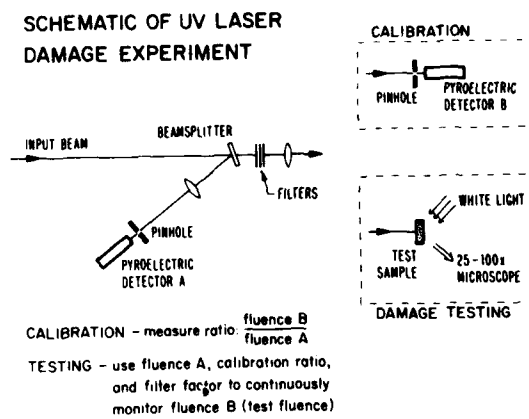 SCHEMATIC OF UV LASER
DAMAGE EXPERIMENT
CALIBRATION
PINHOLE
PYROELECTRIC
DETECTOR B
INPUT BEAM
BEAMSPLITTER
FILTERS
PINHOLE
PYROELECTRIC
DETECTOR A
WHITE LIGHT
TEST
SAMPLE
25-100x
MICROSCOPE
DAMAGE TESTING
CALIBRATION - measure ratio: fluence B
fluence A
TESTING - use fluence A, calibration ratio,
and filter factor to continuously
monitor fluence B (test fluence)